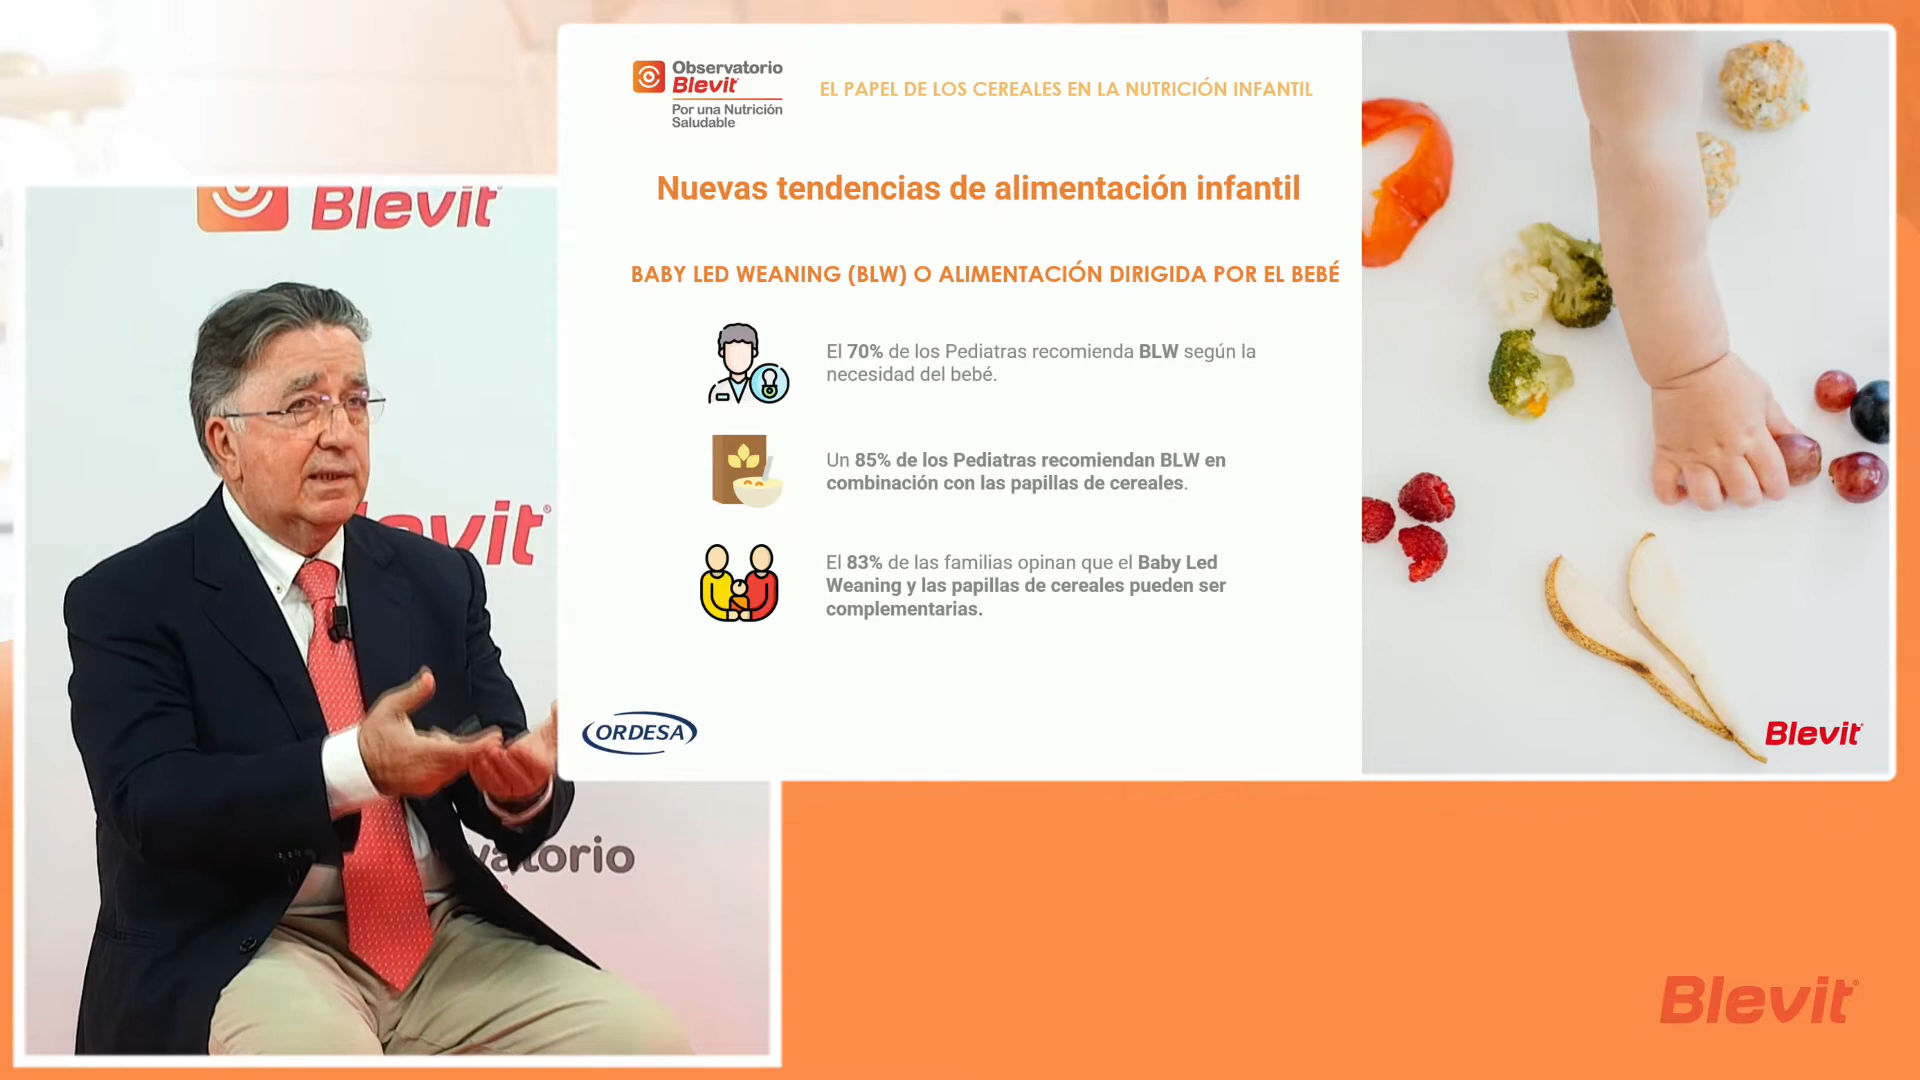 Observatorio
Blevit
Por una Nutrición
Saludable
EL PAPEL DE LOS CEREALES EN LA NUTRICIÓN INFANTIL
Nuevas tendencias de alimentación infantil
BABY LED WEANING (BLW) O ALIMENTACIÓN DIRIGIDA POR EL BEBÉ
El 70% de los Pediatras recomienda BLW según la
necesidad del bebé.
Un 85% de los Pediatras recomiendan BLW en
combinación con las papillas de cereales.
El 83% de las familias opinan que el Baby Led
Weaning y las papillas de cereales pueden ser
complementarias.
ORDESA
Blevit
Blevit
evit
vatorio
Blevit